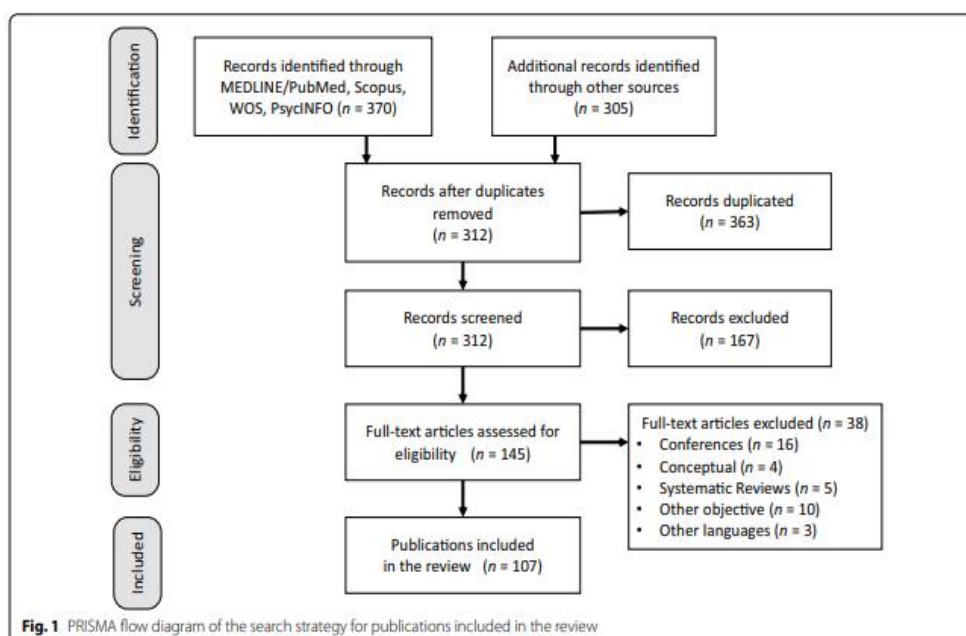 Identification
Records identified through
MEDLINE/PubMed, Scopus,
WOS, PsycINFO (n = 370)
Additional records identified
through other sources
(n = 305)
Screening
Records after duplicates
removed
(n = 312)
Records duplicated
(n = 363)
Records screened
(n = 312)
Records excluded
(n = 167)
Eligibility
Full-text articles assessed for
eligibility (n = 145)
Full-text articles excluded (n = 38)
• Conferences (n = 16)
• Conceptual (n = 4)
• Systematic Reviews (n = 5)
• Other objective (n = 10)
• Other languages (n = 3)
Included
Publications included
in the review (n = 107)
Fig. 1 PRISMA flow diagram of the search strategy for publications included in the review